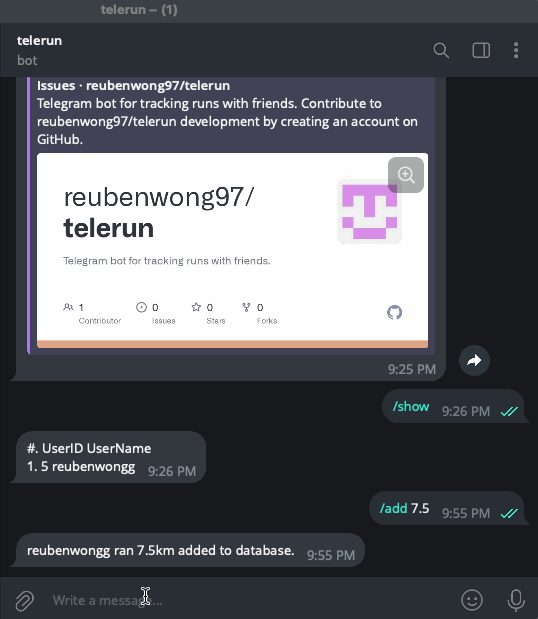 telerun – (1)
telerun
bot
Issues · reubenwong97/telerun
Telegram bot for tracking runs with friends. Contribute to
reubenwong97/telerun development by creating an account on
GitHub.
reubenwong97/
telerun
Telegram bot for tracking runs with friends.
1
Contributor
0
Issues
0
Stars
0
Forks
9:25 PM
/show 9:26 PM
#. UserID UserName
1. 5 reubenwongg 9:26 PM
/add 7.5 9:55 PM
reubenwongg ran 7.5km added to database. 9:55 PM
Write a message...